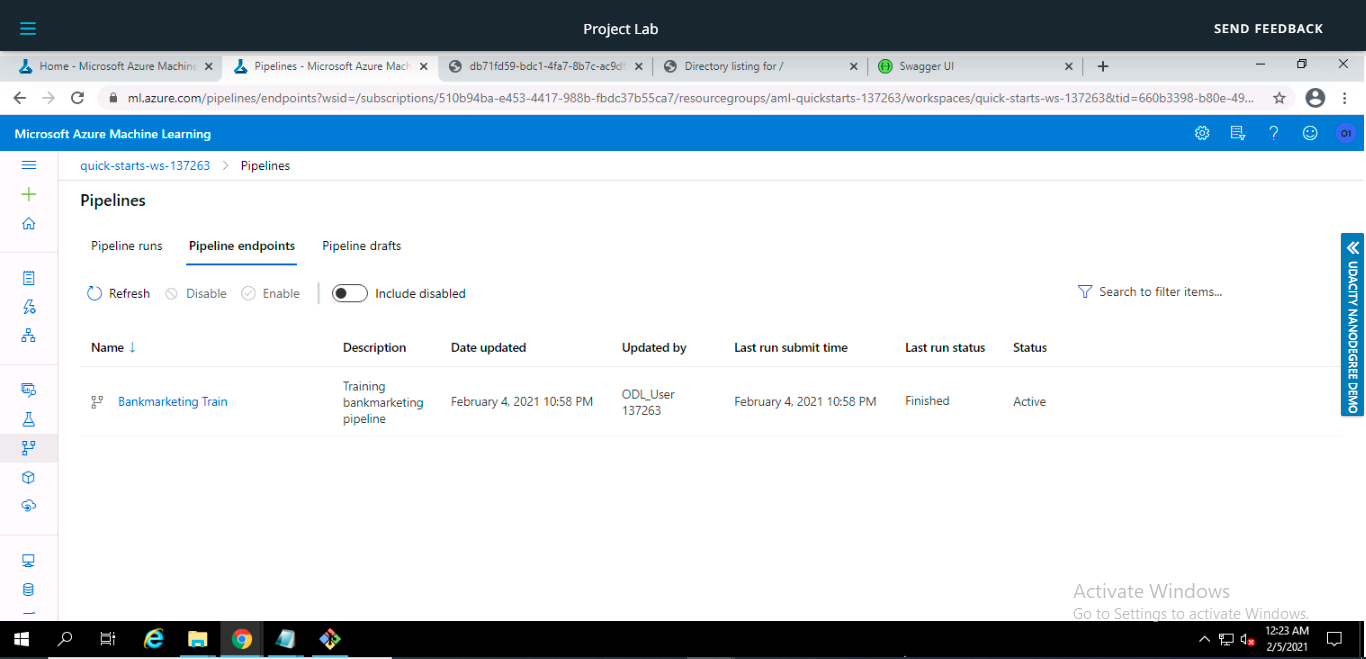 Project Lab
SEND FEEDBACK
Home - Microsoft Azure Machine
Pipelines - Microsoft Azure Mach
db71fd59-bdc1-4fa7-8b7c-ac9d
Directory listing for /
Swagger UI
ml.azure.com/pipelines/endpoints?wsid=/subscriptions/510b94ba-e453-4417-988b-fbdc37b55ca7/resourcegroups/aml-quickstarts-137263/workspaces/quick-starts-ws-137263&tid=660b3398-b80e-49...
Microsoft Azure Machine Learning
O1
quick-starts-ws-137263 > Pipelines
Pipelines
Pipeline runs
Pipeline endpoints
Pipeline drafts
Refresh
Disable
Enable
Include disabled
Search to filter items...
Name ↓
Description
Date updated
Updated by
Last run submit time
Last run status
Status
Bankmarketing Train
Training
bankmarketing
pipeline
February 4, 2021 10:58 PM
ODL_User
137263
February 4, 2021 10:58 PM
Finished
Active
UDACITY NANODEGREE DEMO
Activate Windows
Go to Settings to activate Windows.
12:23 AM
2/5/2021